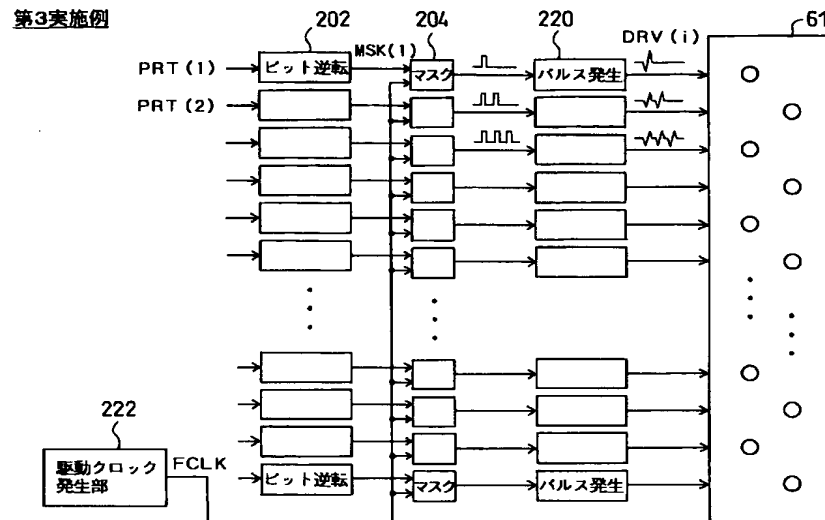 第3実施例
202
MSK(1)
204
220
DRV(i)
61
PRT(1)
ビット逆転
マスク
パルス発生
PRT(2)
222
駆動クロック
発生部
FCLK
ビット逆転
マスク
パルス発生